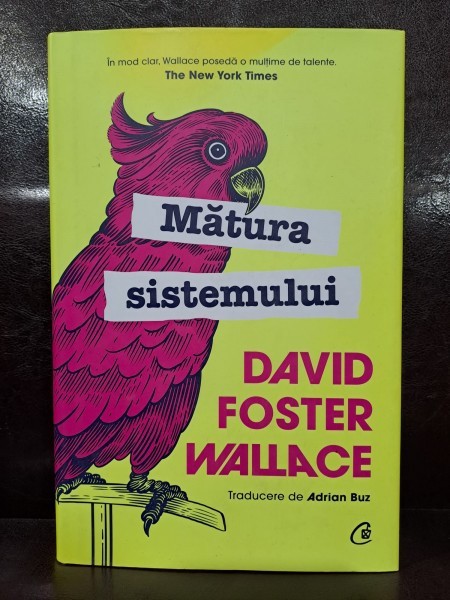 În mod clar, Wallace posedă o mulțime de talente.
The New York Times
Mătura
sistemului
DAVID
FOSTER
WALLACE
Traducere de Adrian Buz